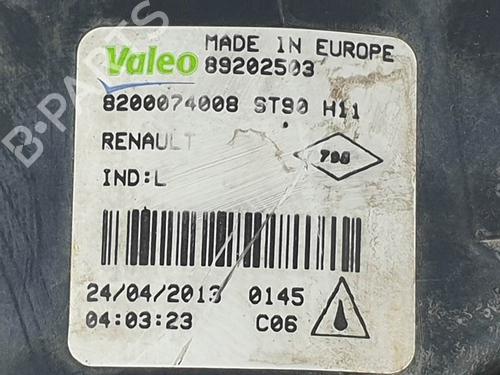 Valeo MADE IN EUROPE
89202503
8200074008 ST90 H11
RENAULT
IND:L
24/04/2013 0145
04:03:23 C06
B-PARTS